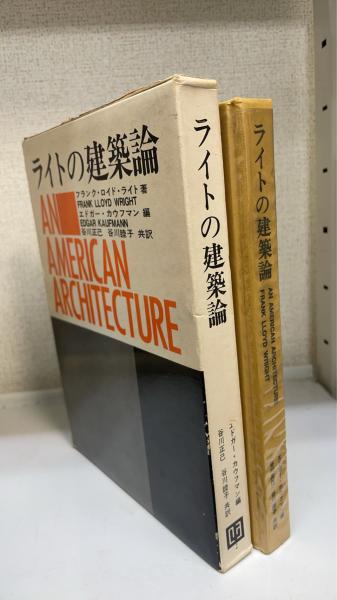 ライトの建築論
フランク・ロイド・ライト著
FRANK LLOYD WRIGHT
エドガー・カウフマン 編
EDGAR KAUFMANN
谷川正己 谷川睦子 共訳
AN
AMERICAN
ARCHITECTURE
ライトの建築論
エドガー・カウフマン編
谷川正己 谷川睦子 共訳
ライトの建築論
AN AMERICAN ARCHITECTURE
FRANK LLOYD WRIGHT